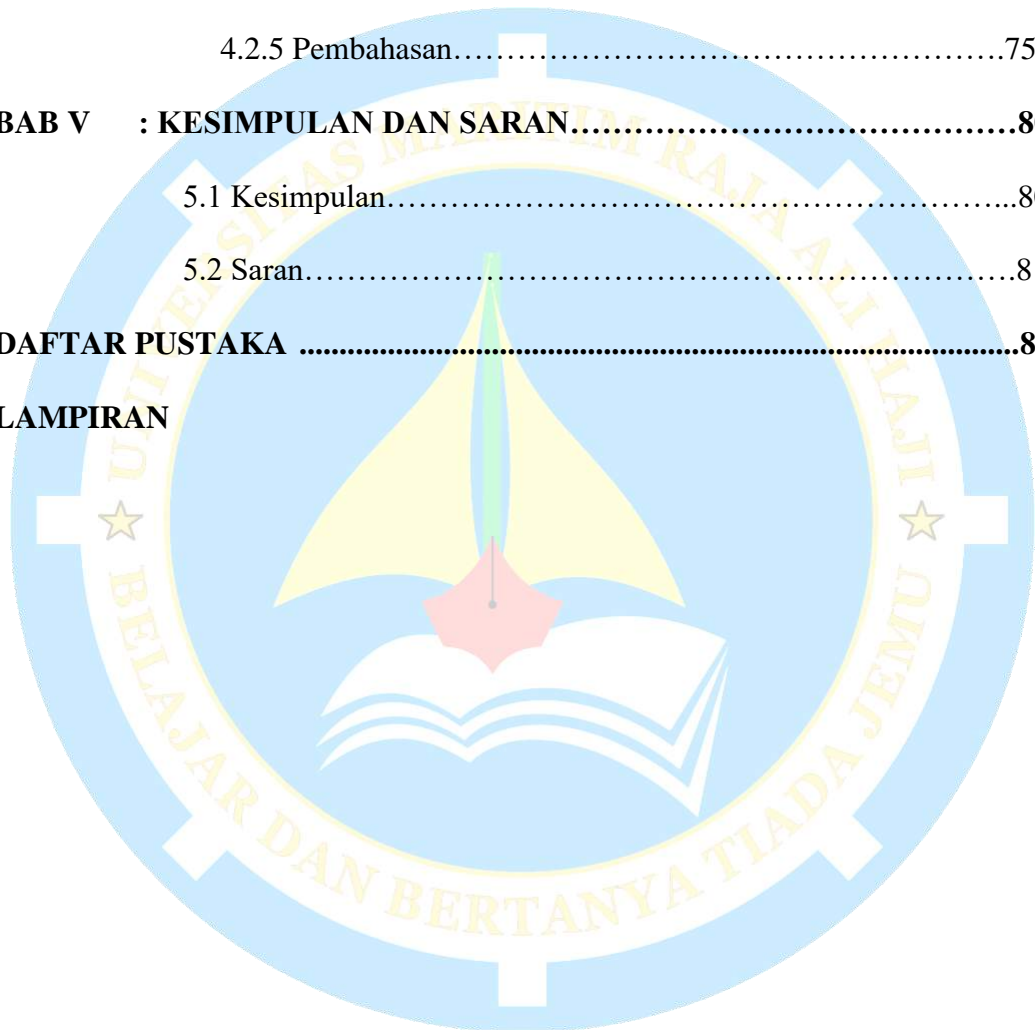 4.2.5 Pembahasan……………………………………………….75
BAB V : KESIMPULAN DAN SARAN…………………………………8
5.1 Kesimpulan……………………………………………………...8
5.2 Saran…………………………………………………………….8
DAFTAR PUSTAKA ...........................................................................................8
LAMPIRAN
UNIVERSITAS MARITIM RAJA ALI HAJI
BELAJAR DAN BERTANYA TIADA JEMU